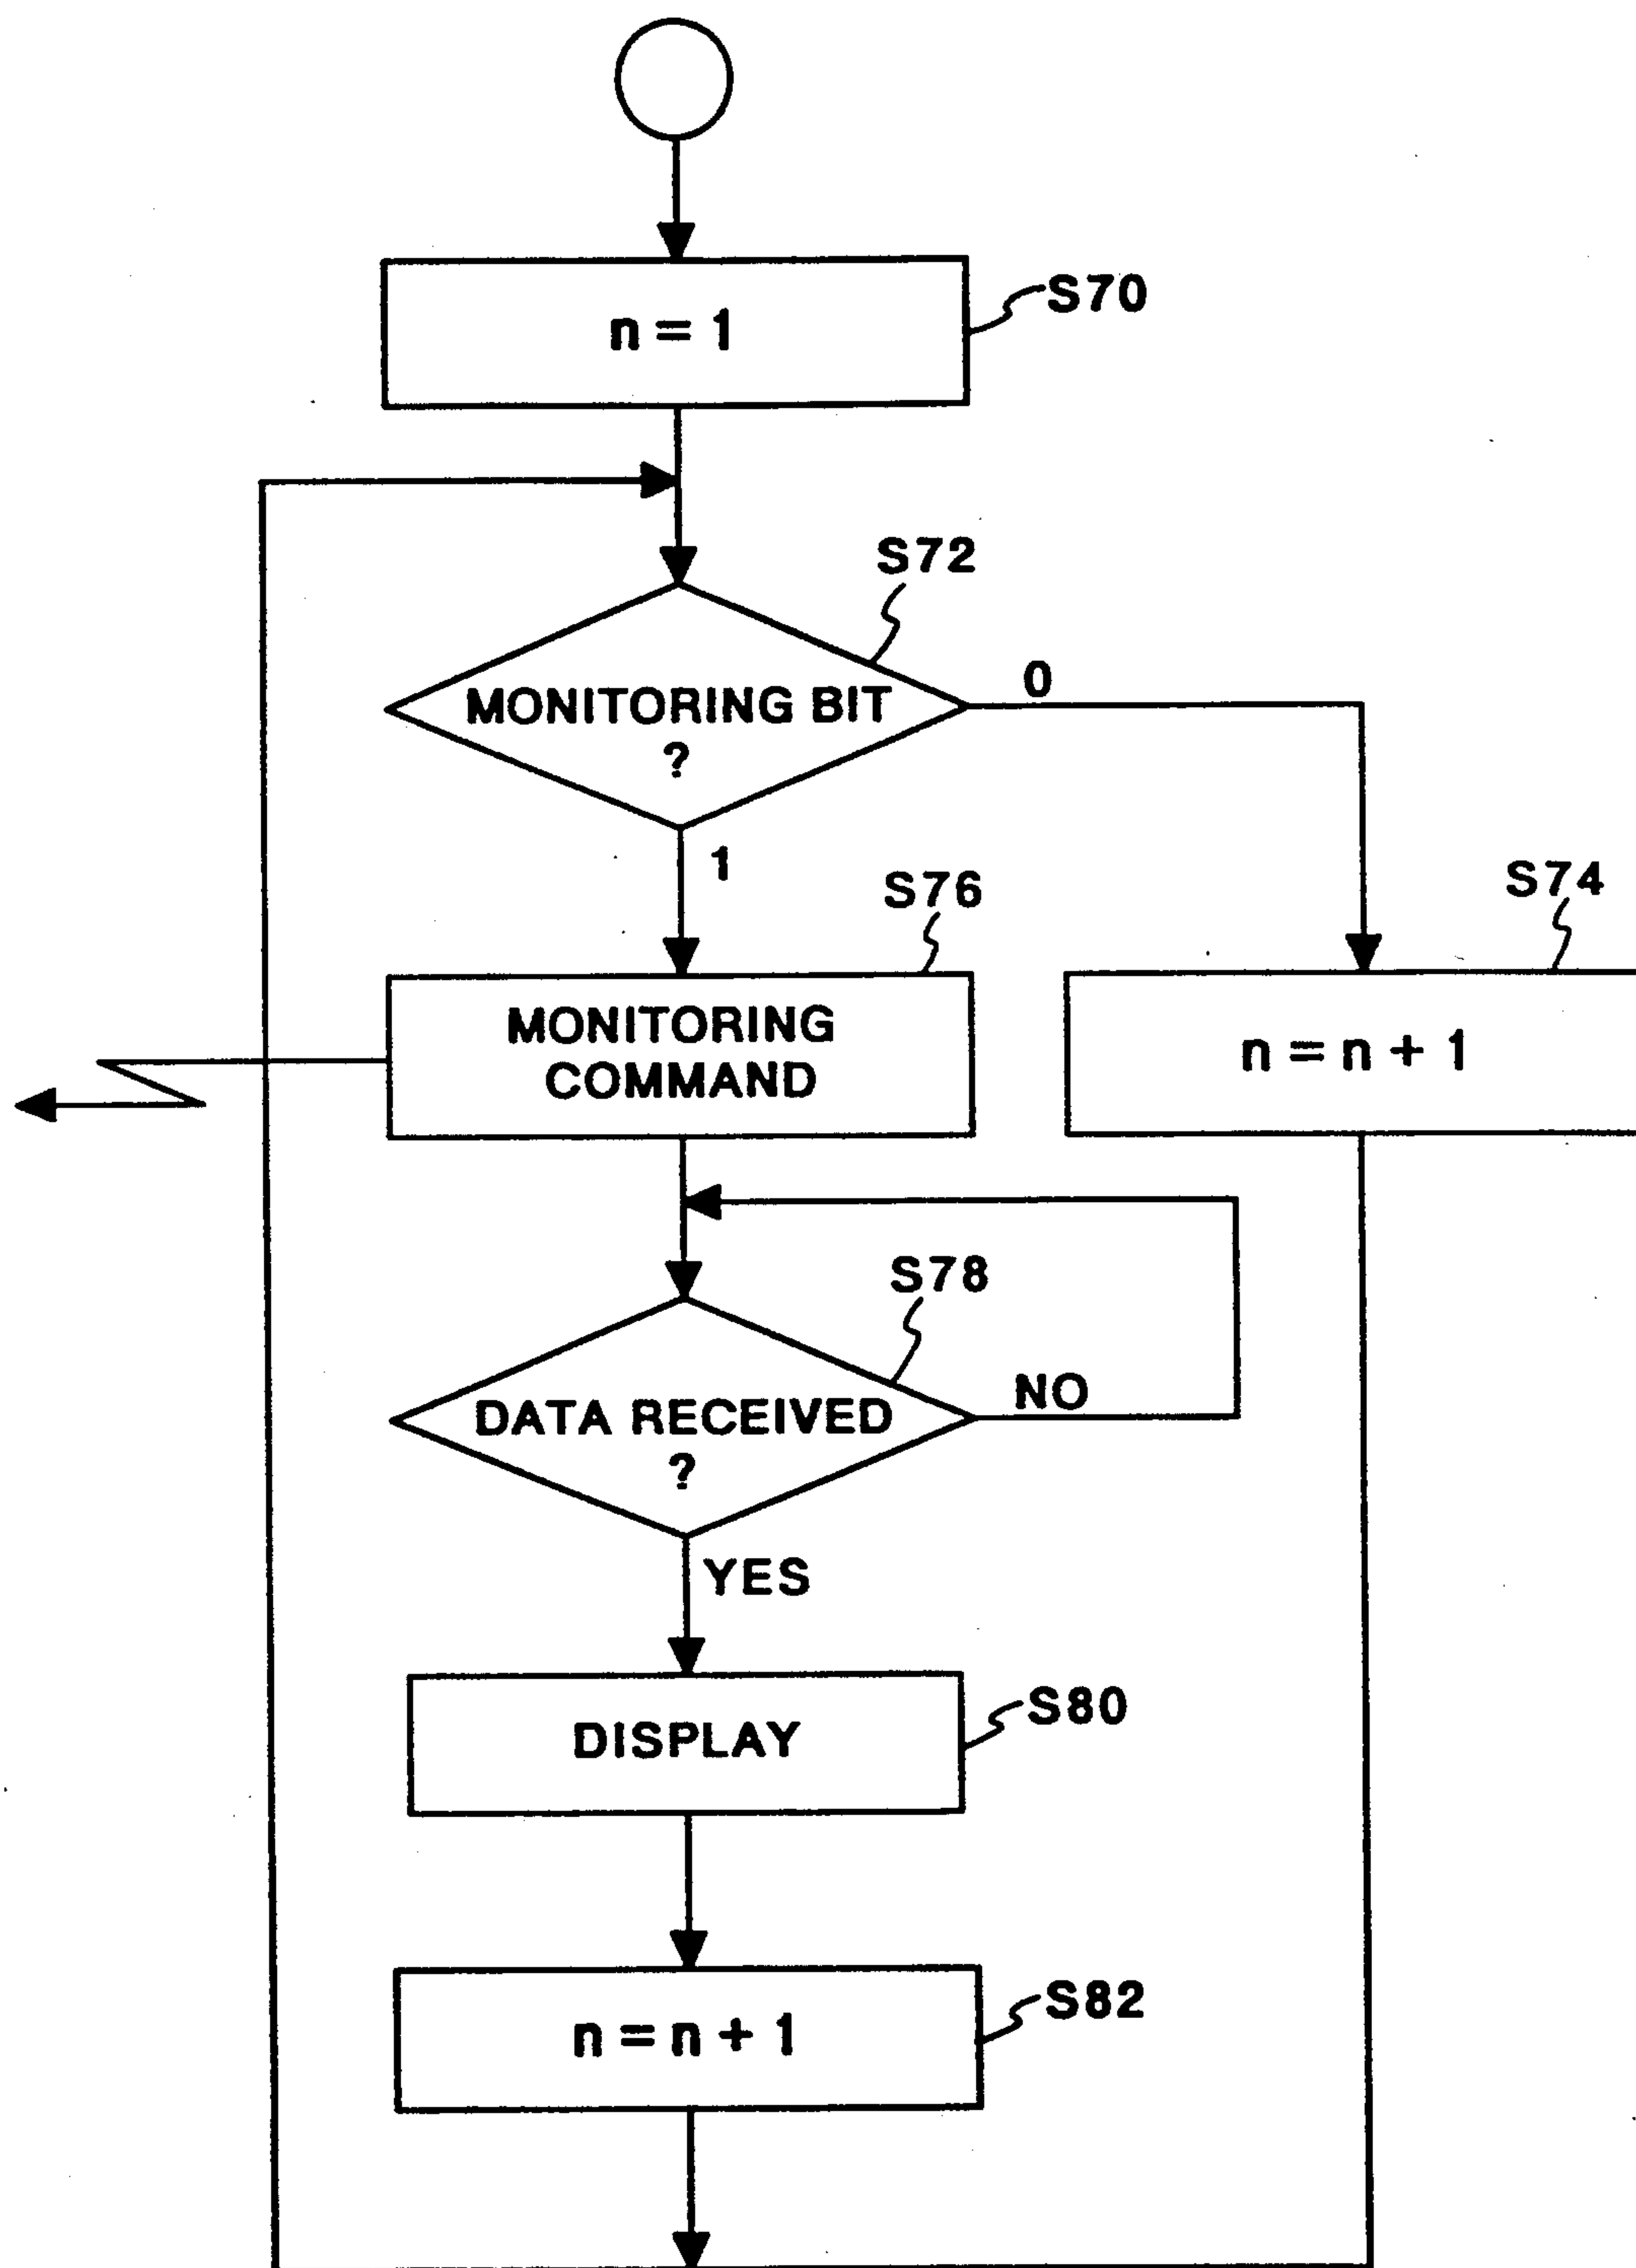 S70
n = 1
S72
0
MONITORING BIT
?
1
S76
S74
MONITORING
COMMAND
n = n + 1
S78
NO
DATA RECEIVED
?
YES
S80
DISPLAY
S82
n = n + 1